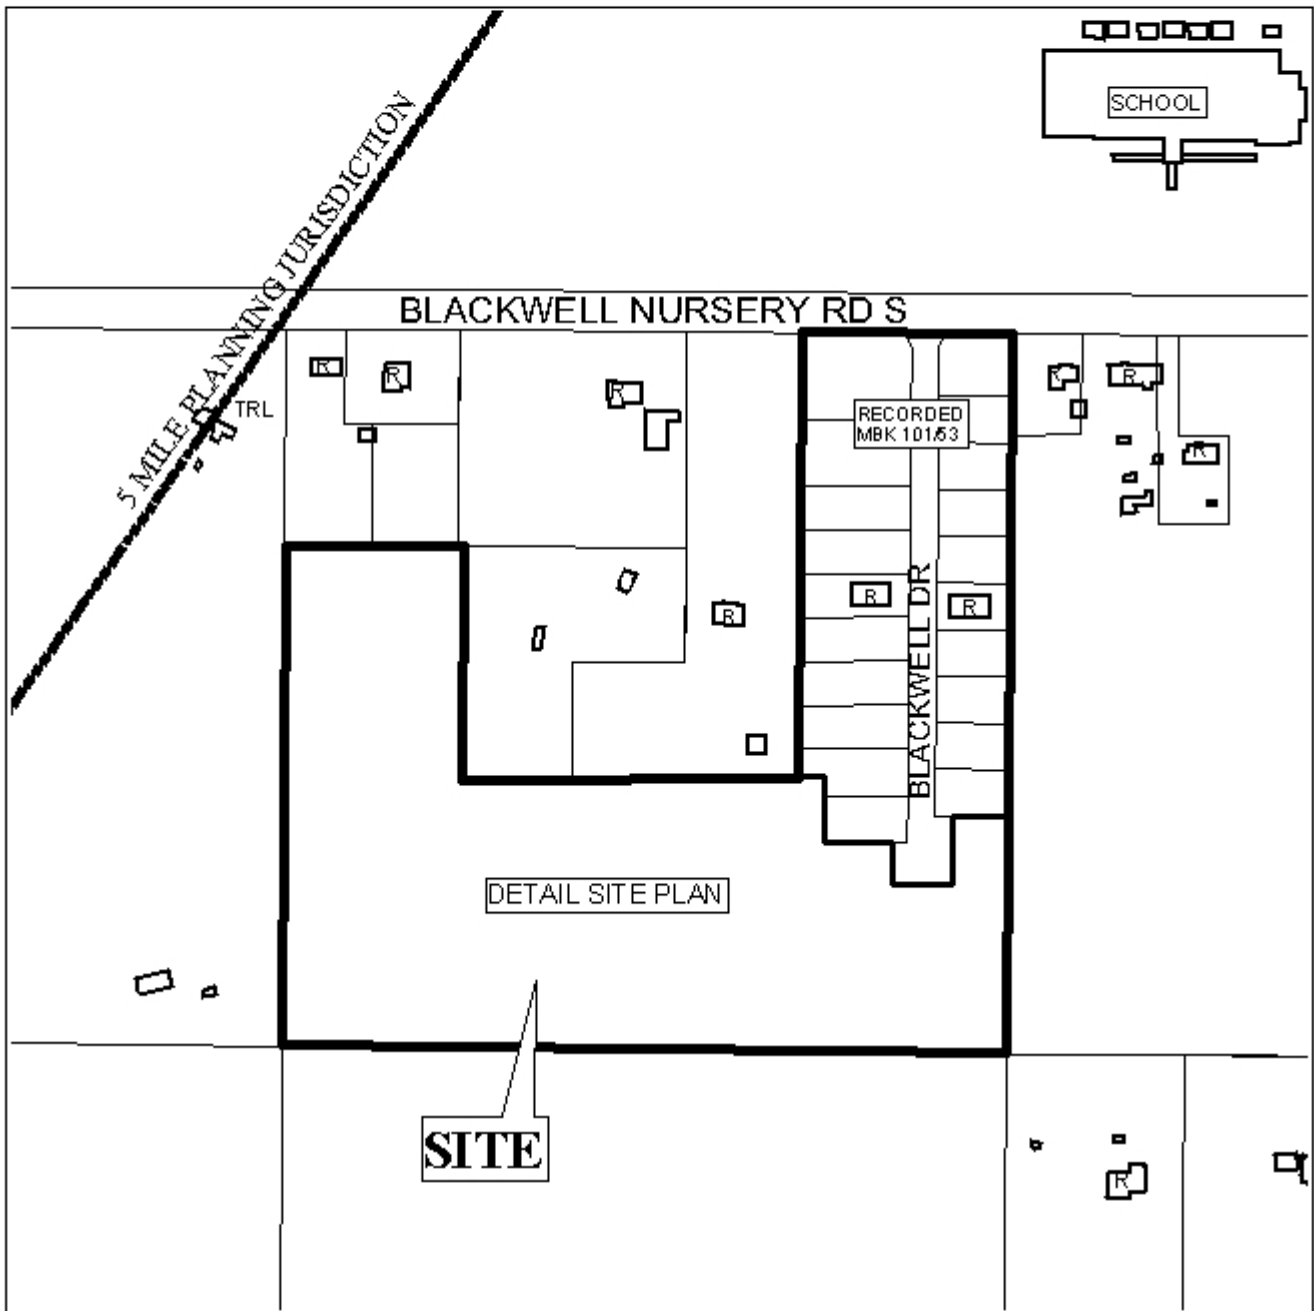 SCHOOL
5 MILE PLANNING JURISDICTION
BLACKWELL NURSERY RD S
R
R
R
R
R
TRL
RECORDED
MBK 101/53
R
R
R
R
BLACKWELL DR
DETAIL SITE PLAN
SITE
R